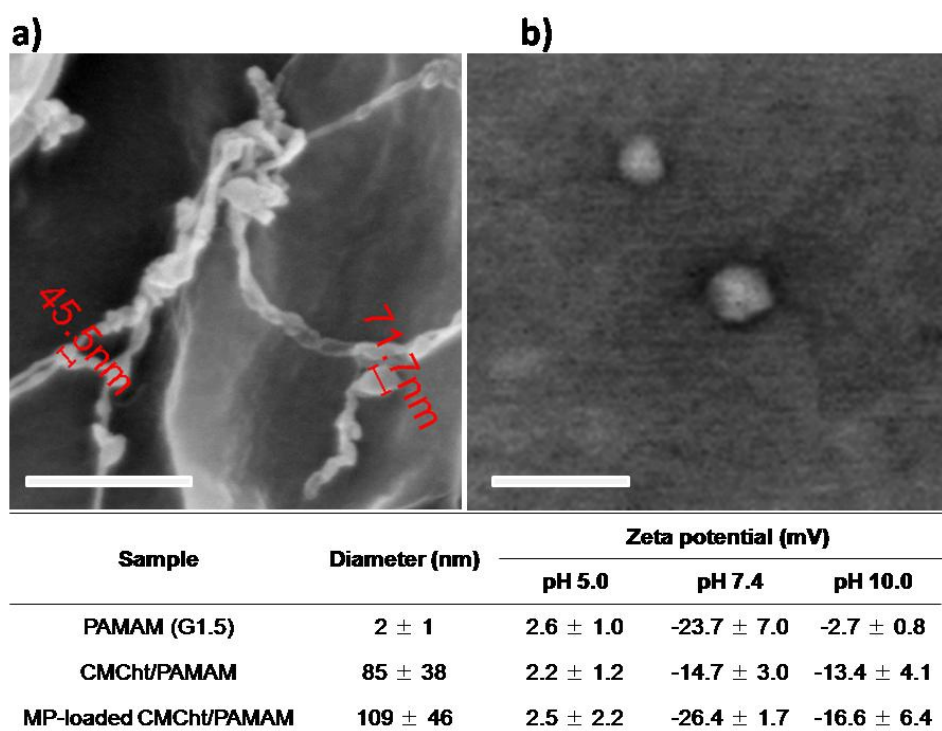 a)
b)
45.5nm
71.7nm
Sample Diameter (nm) Zeta potential (mV)
pH 5.0 pH 7.4 pH 10.0
PAMAM (G1.5) 2 ± 1 2.6 ± 1.0 -23.7 ± 7.0 -2.7 ± 0.8
CMCht/PAMAM 85 ± 38 2.2 ± 1.2 -14.7 ± 3.0 -13.4 ± 4.1
MP-loaded CMCht/PAMAM 109 ± 46 2.5 ± 2.2 -26.4 ± 1.7 -16.6 ± 6.4